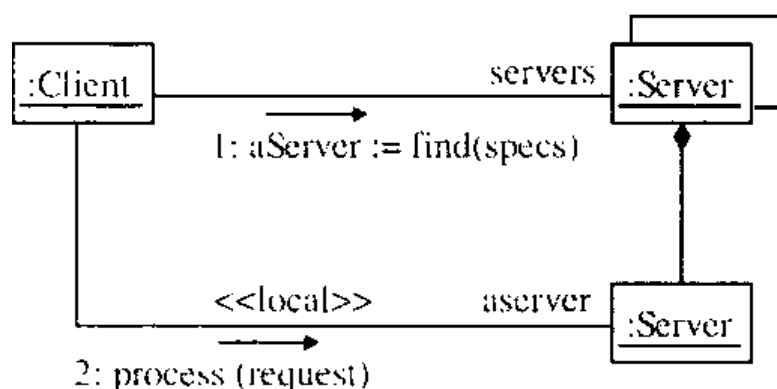 :Client
servers
:Server
1: aServer := find(specs)
<<local>>
aserver
:Server
2: process (request)